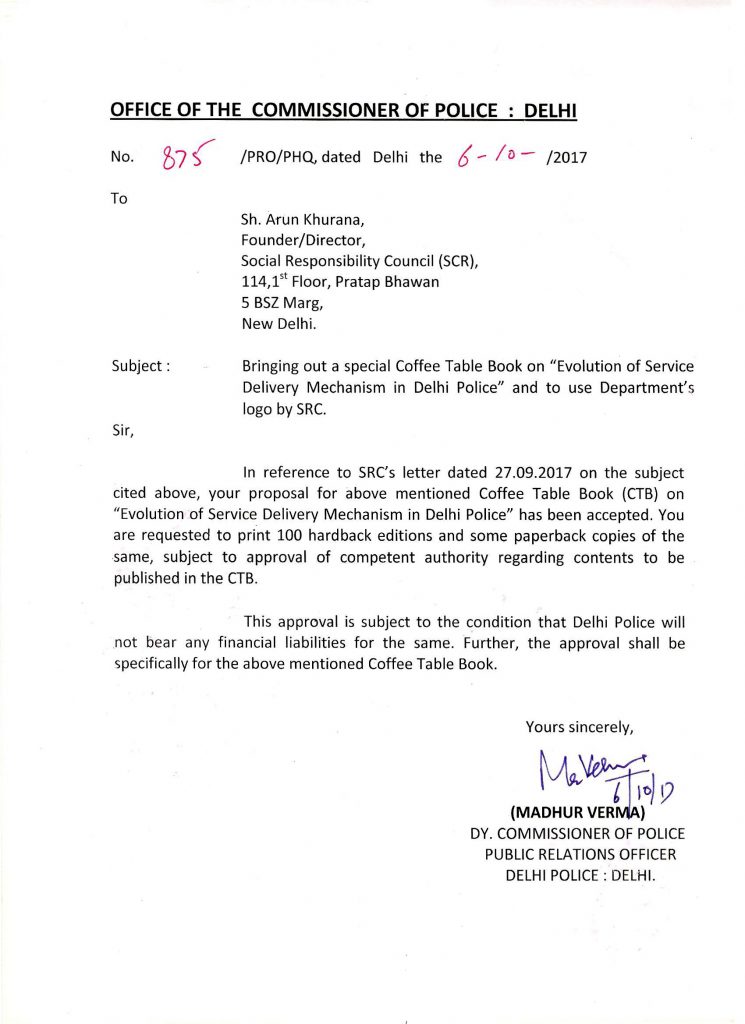 OFFICE OF THE COMMISSIONER OF POLICE : DELHI
No. 875 /PRO/PHQ, dated Delhi the 6-10- /2017
To
Sh. Arun Khurana,
Founder/Director,
Social Responsibility Council (SCR),
114,1st Floor, Pratap Bhawan
5 BSZ Marg,
New Delhi.
Subject : Bringing out a special Coffee Table Book on “Evolution of Service
Delivery Mechanism in Delhi Police” and to use Department’s
logo by SRC.
Sir,
In reference to SRC’s letter dated 27.09.2017 on the subject
cited above, your proposal for above mentioned Coffee Table Book (CTB) on
“Evolution of Service Delivery Mechanism in Delhi Police” has been accepted. You
are requested to print 100 hardback editions and some paperback copies of the
same, subject to approval of competent authority regarding contents to be
published in the CTB.
This approval is subject to the condition that Delhi Police will
not bear any financial liabilities for the same. Further, the approval shall be
specifically for the above mentioned Coffee Table Book.
Yours sincerely,
6/10/17
(MADHUR VERMA)
DY. COMMISSIONER OF POLICE
PUBLIC RELATIONS OFFICER
DELHI POLICE : DELHI.